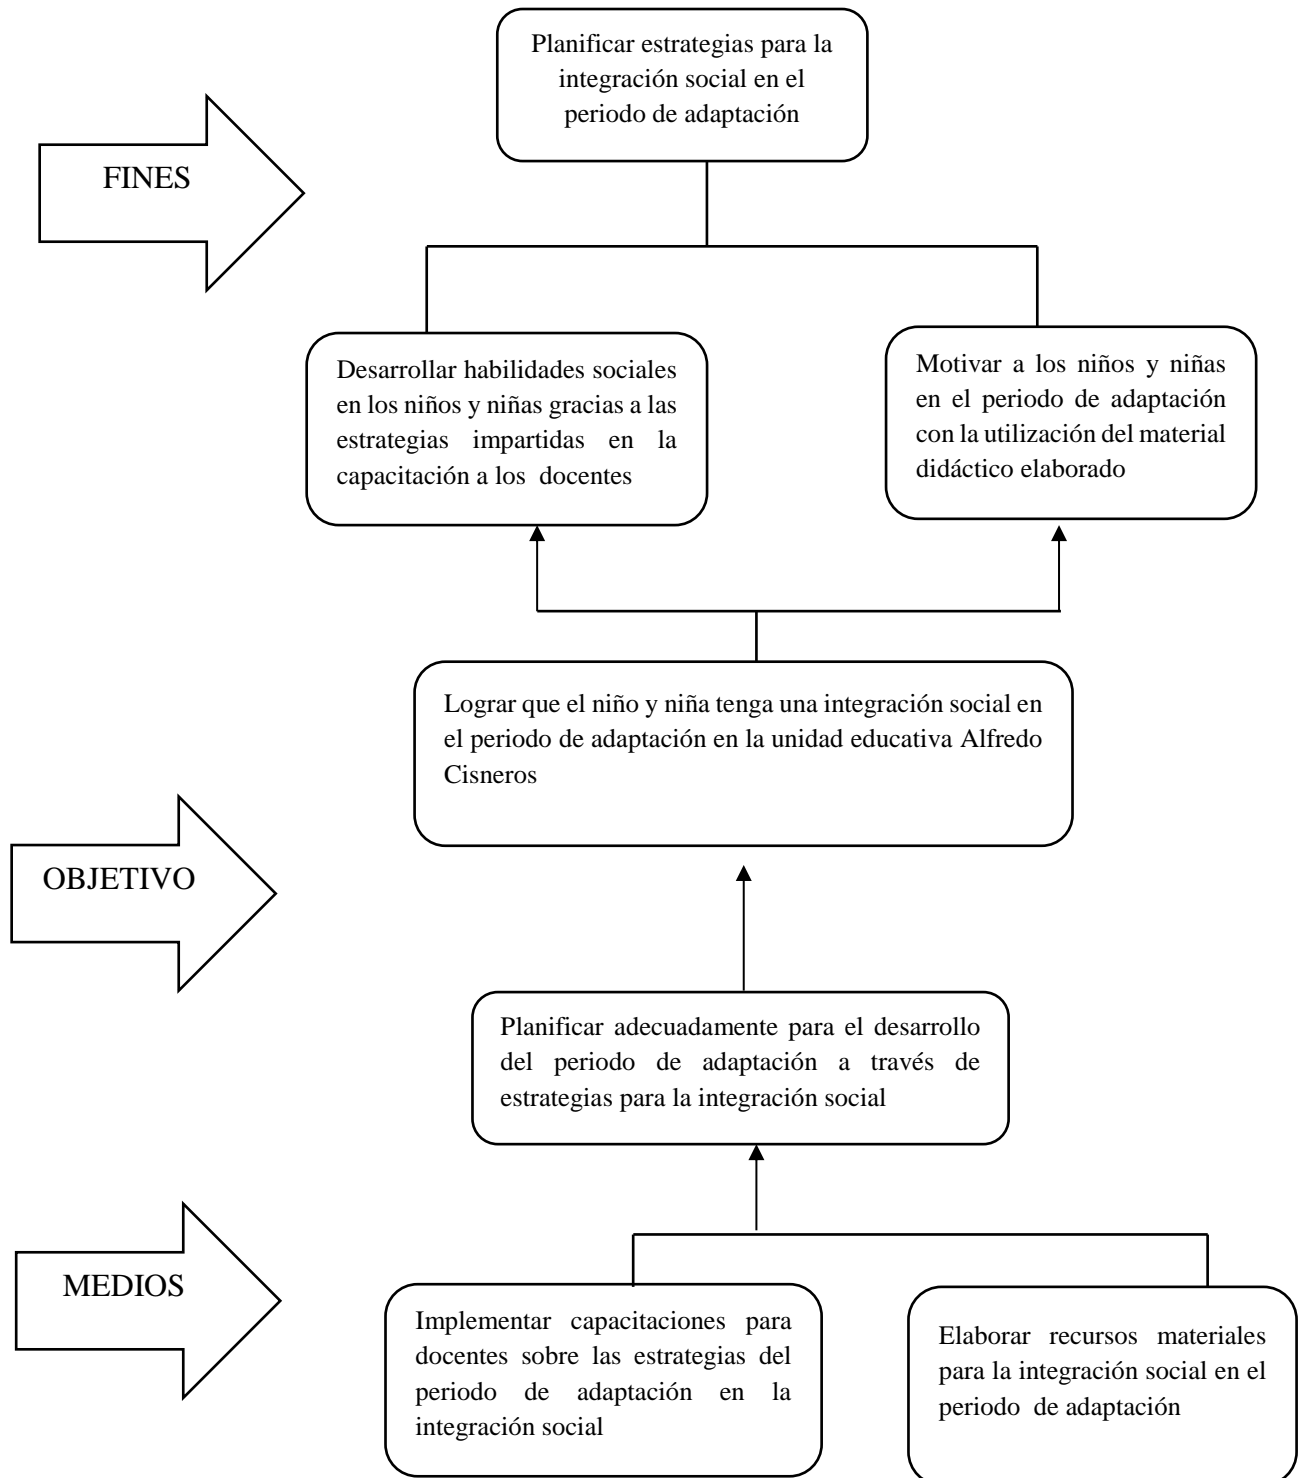 Planificar estrategias para la
integración social en el
periodo de adaptación
FINES
Desarrollar habilidades sociales
en los niños y niñas gracias a las
estrategias impartidas en la
capacitación a los docentes
Motivar a los niños y niñas
en el periodo de adaptación
con la utilización del material
didáctico elaborado
Lograr que el niño y niña tenga una integración social en
el periodo de adaptación en la unidad educativa Alfredo
Cisneros
OBJETIVO
Planificar adecuadamente para el desarrollo
del periodo de adaptación a través de
estrategias para la integración social
MEDIOS
Implementar capacitaciones para
docentes sobre las estrategias del
periodo de adaptación en la
integración social
Elaborar recursos materiales
para la integración social en el
periodo de adaptación